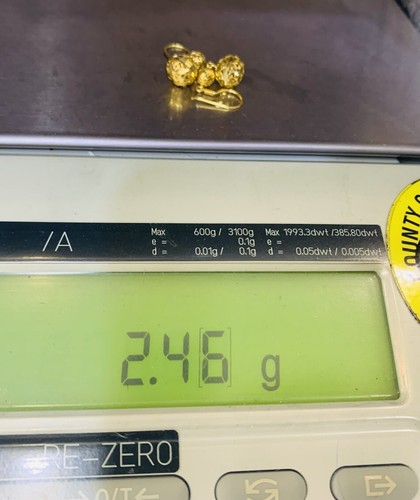 /A
Max 600g / 3100g Max 1993.3dwt /385.80dwt
e = 0.1g e =
d = 0.01g / 0.1g d = 0.05dwt / 0.005dwt
2.46 g
RE-ZERO
→O/T←